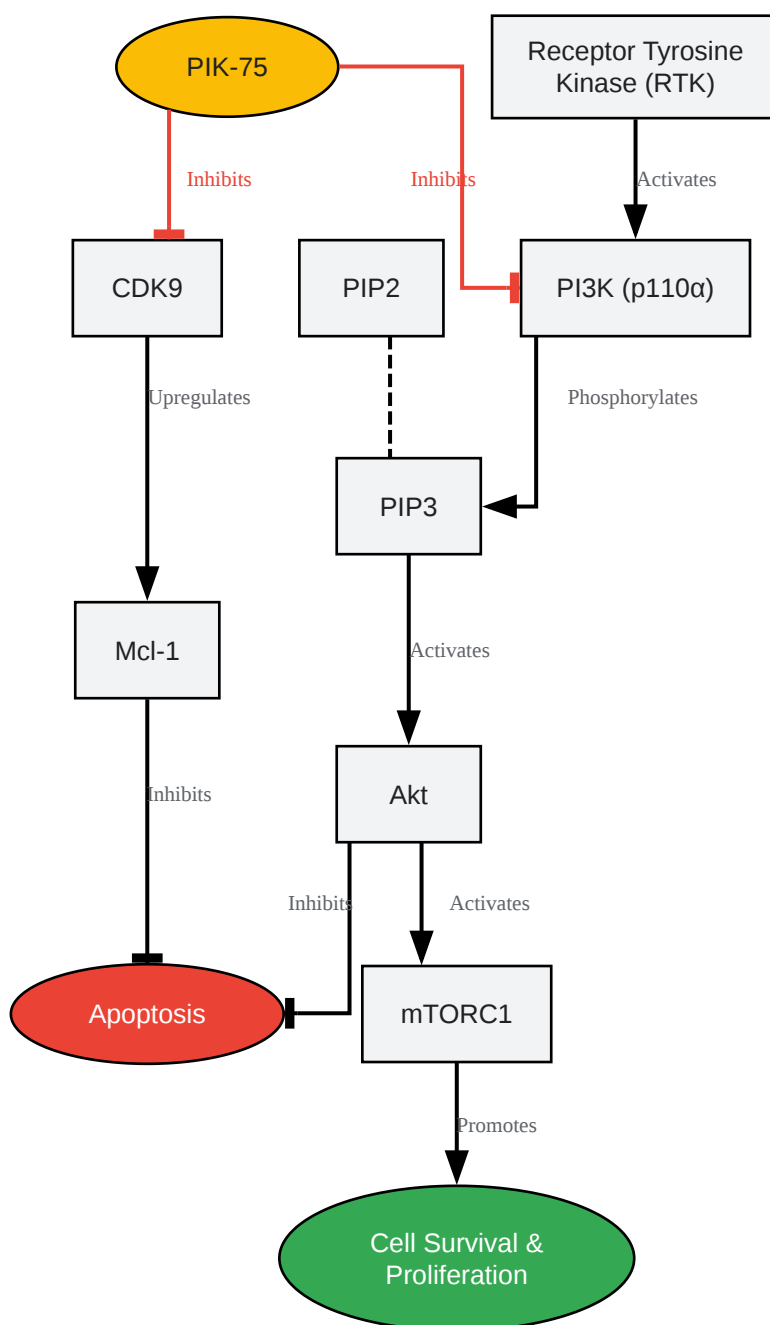 PIK-75
Receptor Tyrosine
Kinase (RTK)
Inhibits
Inhibits
Activates
CDK9
PIP2
PI3K (p110α)
Upregulates
Phosphorylates
PIP3
Mcl-1
Activates
Inhibits
Akt
Inhibits
Activates
Apoptosis
mTORC1
Promotes
Cell Survival &
Proliferation